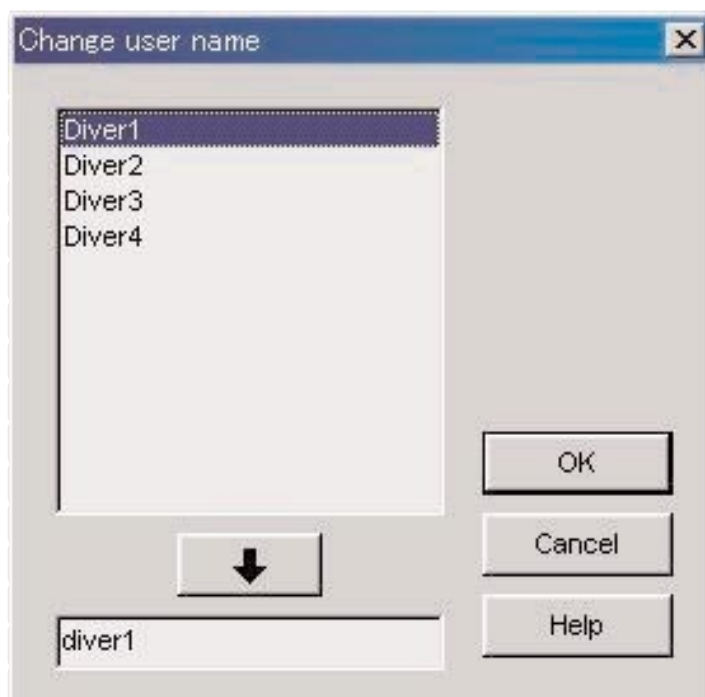 Change user name
Diver1
Diver2
Diver3
Diver4
OK
Cancel
diver1
Help